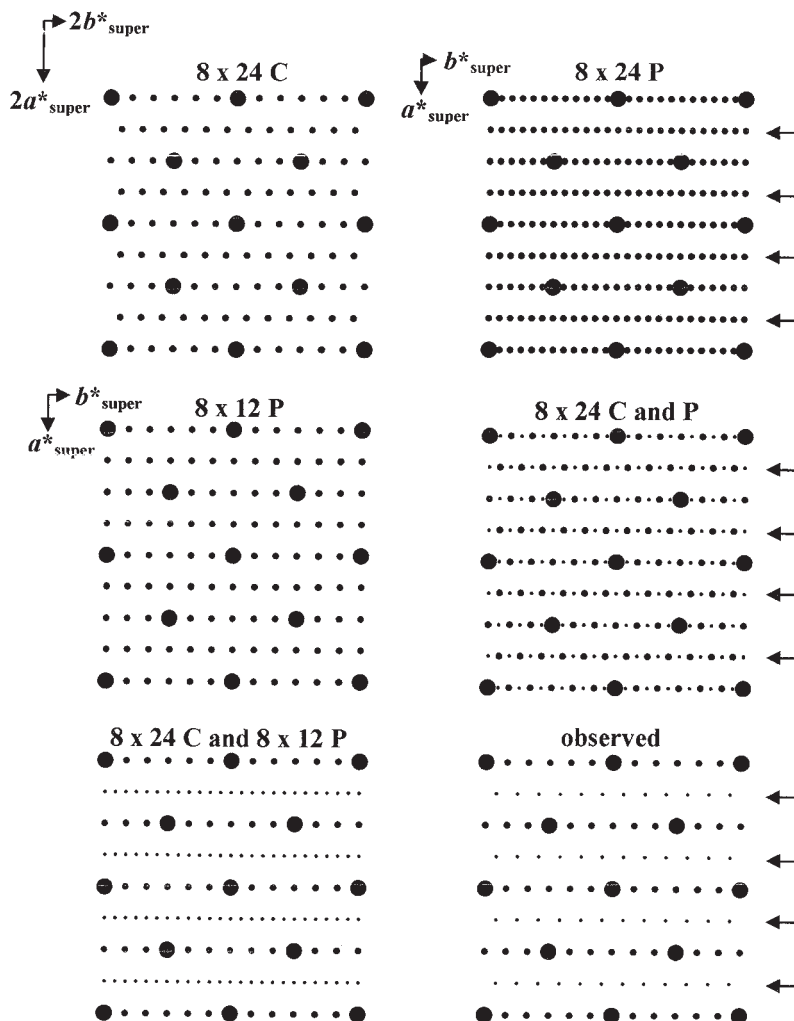 2b*super
2a*super
8 x 24 C
b*super
a*super
8 x 24 P
b*super
a*super
8 x 12 P
8 x 24 C and P
8 x 24 C and 8 x 12 P
observed